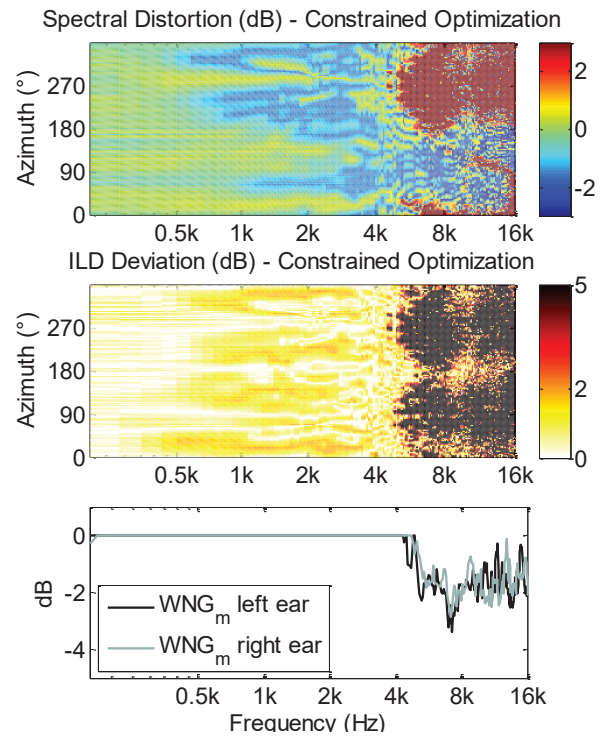 Spectral Distortion (dB) - Constrained Optimization
Azimuth (°)
270
180
90
0
0.5k 1k 2k 4k 8k 16k
2
0
-2
ILD Deviation (dB) - Constrained Optimization
Azimuth (°)
270
180
90
0
0.5k 1k 2k 4k 8k 16k
5
2
0
dB
0
-2
-4
WNGm left ear
WNGm right ear
0.5k 1k 2k 4k 8k 16k
Frequency (Hz)